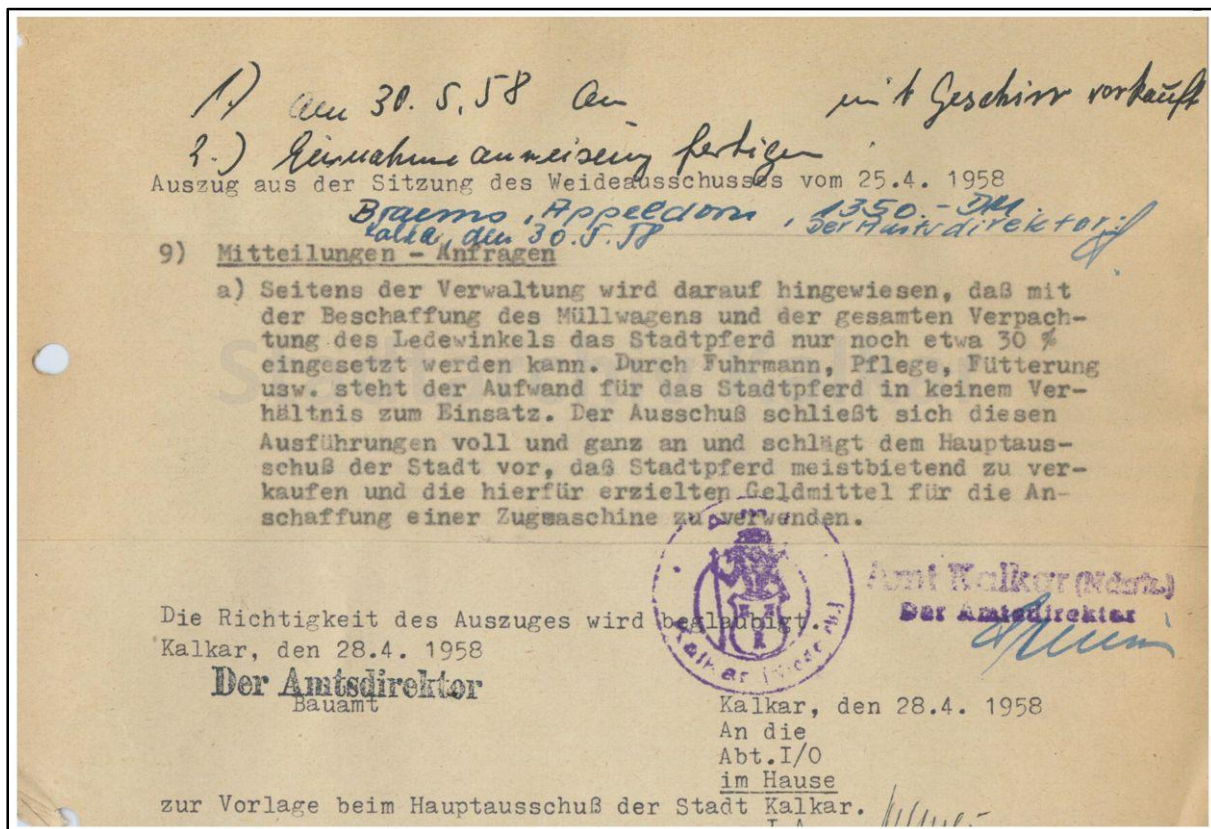 1.) am 30.5.58 an mit Geschirr verkauft
2.) Einnahmeanweisung fertigen.
Auszug aus der Sitzung des Weideausschusses vom 25.4. 1958
Appeldorn, 1350.- DM.
Kalkar, den 30.5.58 Der Amtsdirektor:
9) Mitteilungen - Anfragen
a) Seitens der Verwaltung wird darauf hingewiesen, daß mit
der Beschaffung des Müllwagens und der gesamten Verpach-
tung des Ledewinkels das Stadtpferd nur noch etwa 30 %
eingesetzt werden kann. Durch Fuhrmann, Pflege, Fütterung
usw. steht der Aufwand für das Stadtpferd in keinem Ver-
hältnis zum Einsatz. Der Ausschuß schließt sich diesen
Ausführungen voll und ganz an und schlägt dem Hauptaus-
schuß der Stadt vor, daß Stadtpferd meistbietend zu ver-
kaufen und die hierfür erzielten Geldmittel für die An-
schaffung einer Zugmaschine zu verwenden.
Amt Kalkar (Ndrh.)
Der Amtsdirektor
Die Richtigkeit des Auszuges wird beglaubigt.
Kalkar, den 28.4. 1958
Der Amtsdirektor
Bauamt
Kalkar, den 28.4. 1958
An die
Abt.I/O
im Hause
zur Vorlage beim Hauptausschuß der Stadt Kalkar.
I.A.